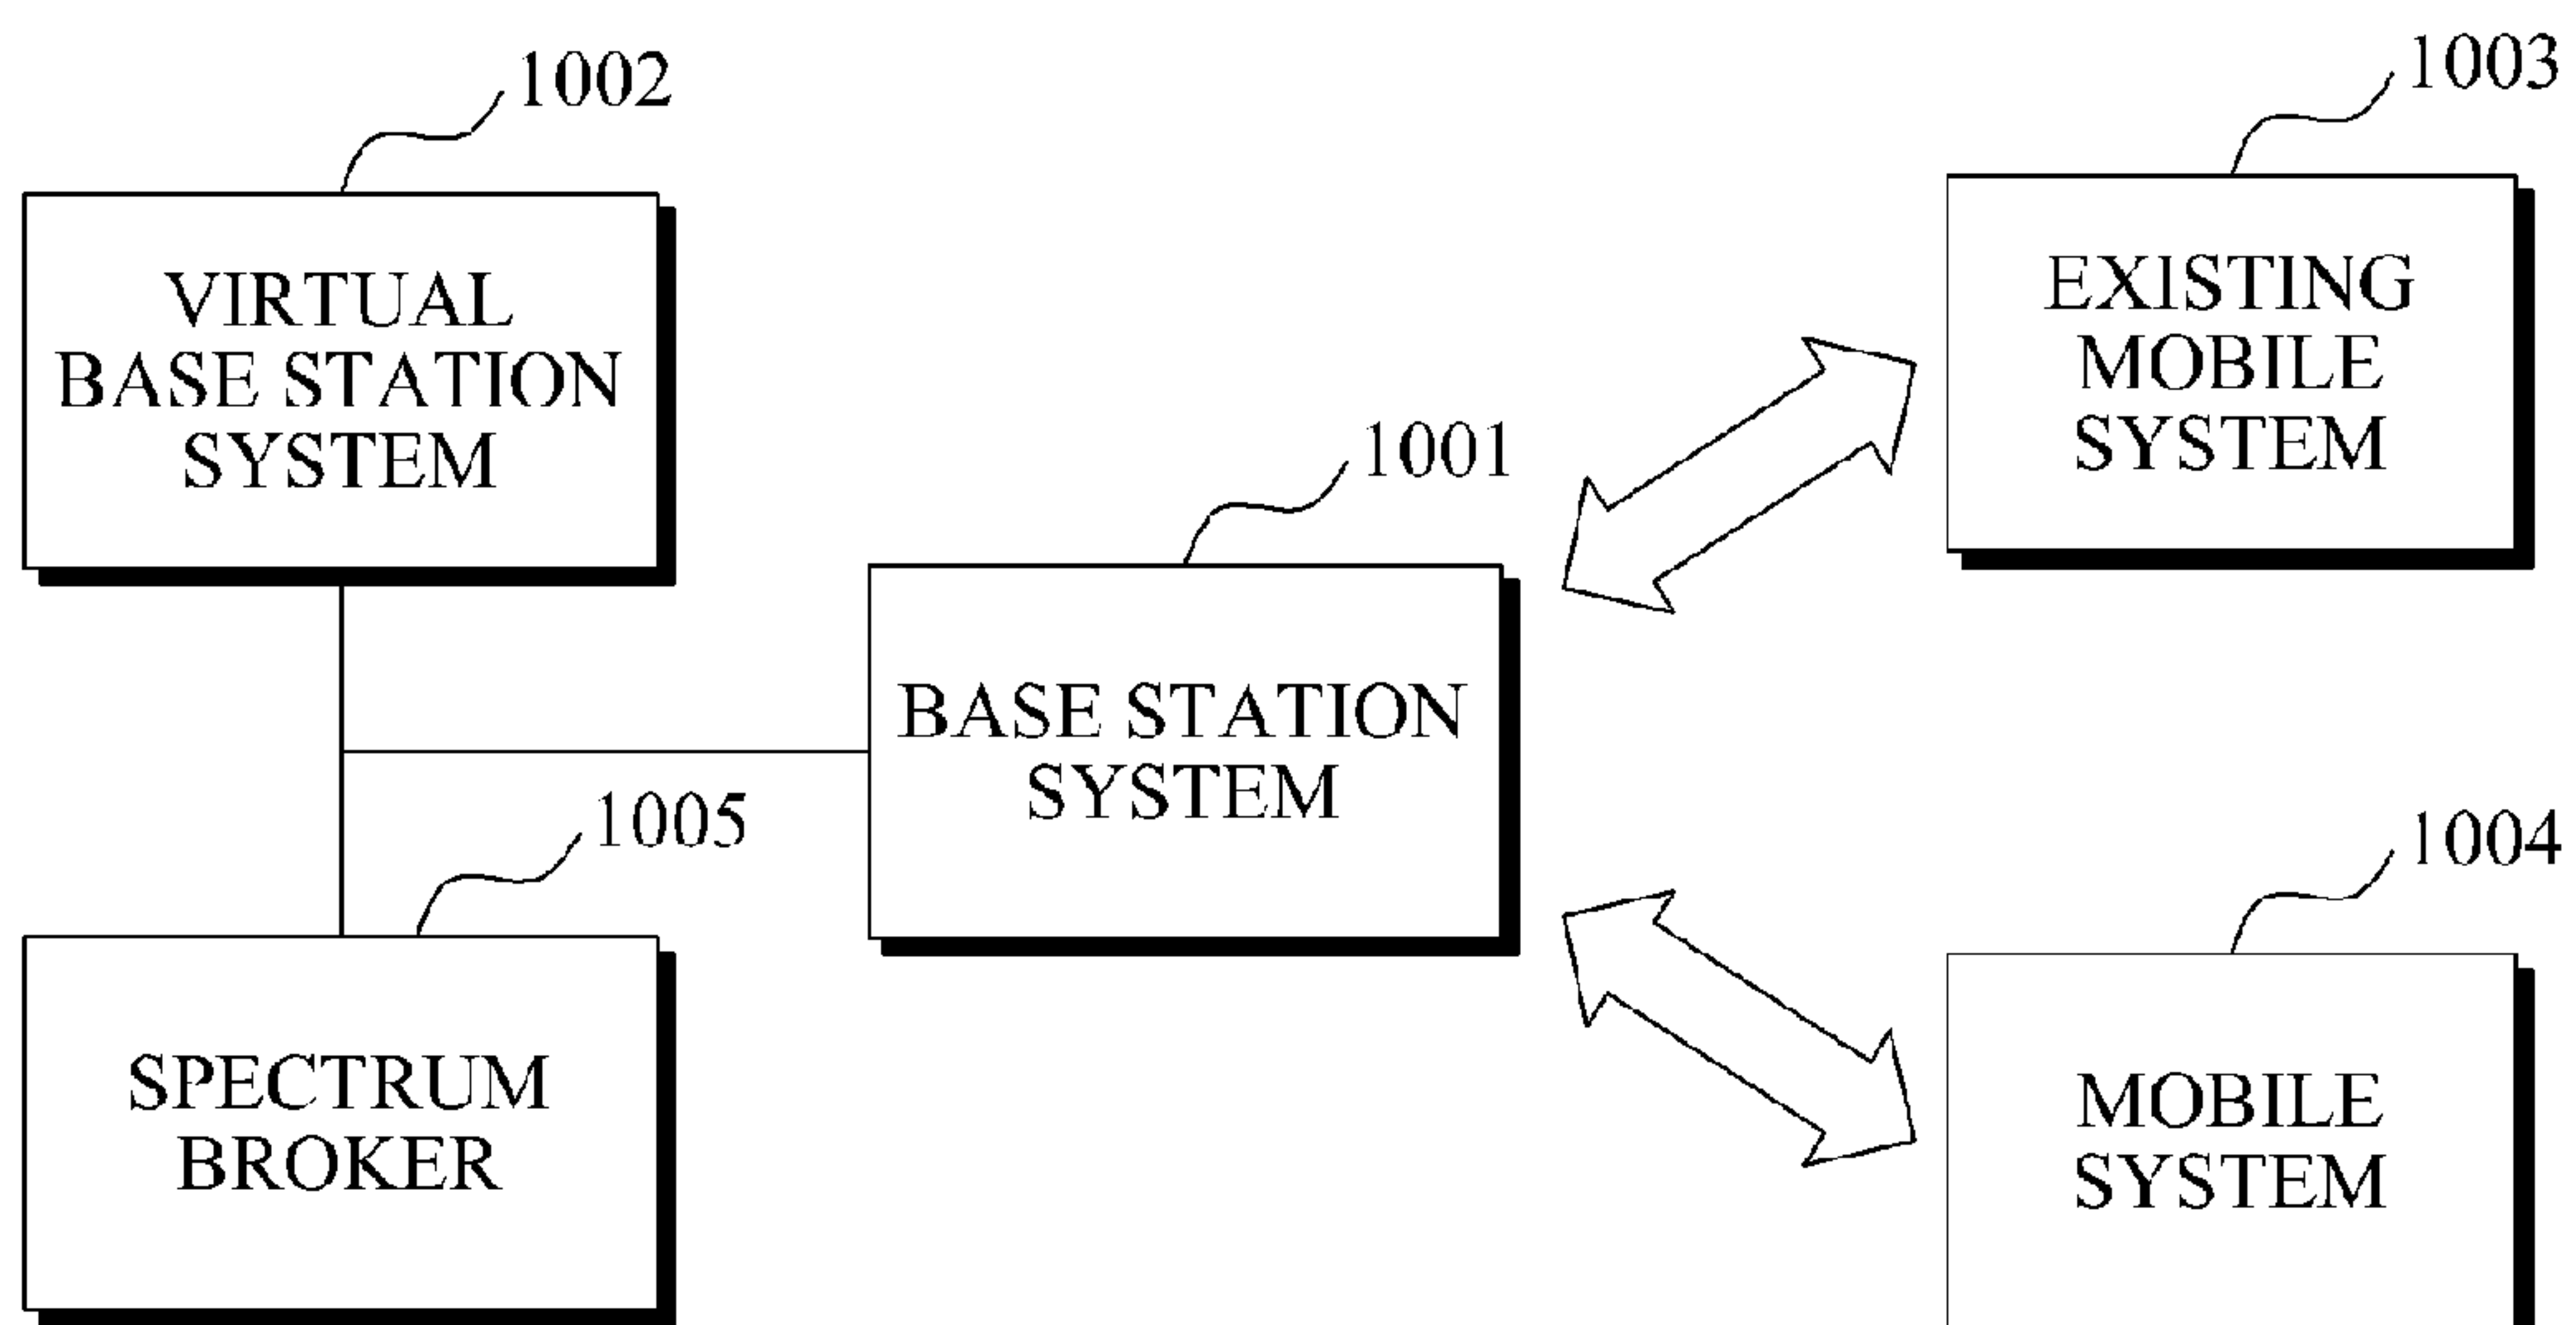 1002
VIRTUAL
BASE STATION
SYSTEM
1003
EXISTING
MOBILE
SYSTEM
1001
BASE STATION
SYSTEM
1005
SPECTRUM
BROKER
1004
MOBILE
SYSTEM